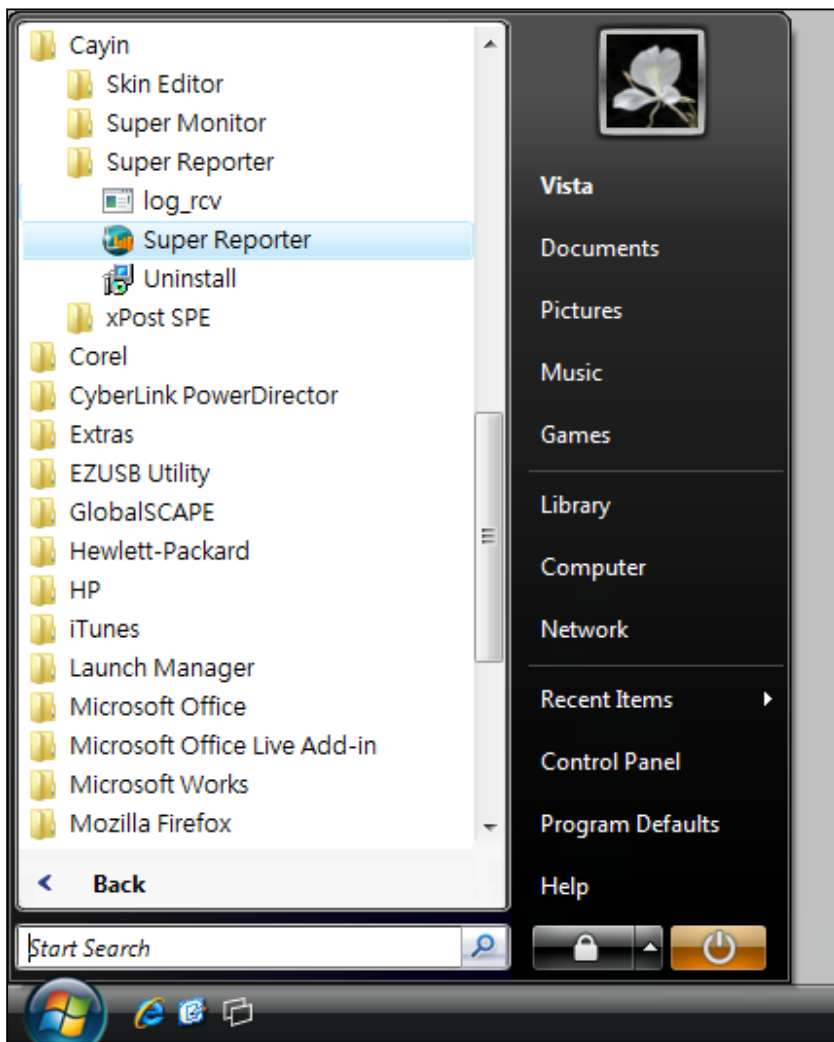 Cayin
Skin Editor
Super Monitor
Super Reporter
log_rcv
Super Reporter
Uninstall
xPost SPE
Corel
CyberLink PowerDirector
Extras
EZUSB Utility
GlobalSCAPE
Hewlett-Packard
HP
iTunes
Launch Manager
Microsoft Office
Microsoft Office Live Add-in
Microsoft Works
Mozilla Firefox
Back
Start Search
Vista
Documents
Pictures
Music
Games
Library
Computer
Network
Recent Items
Control Panel
Program Defaults
Help